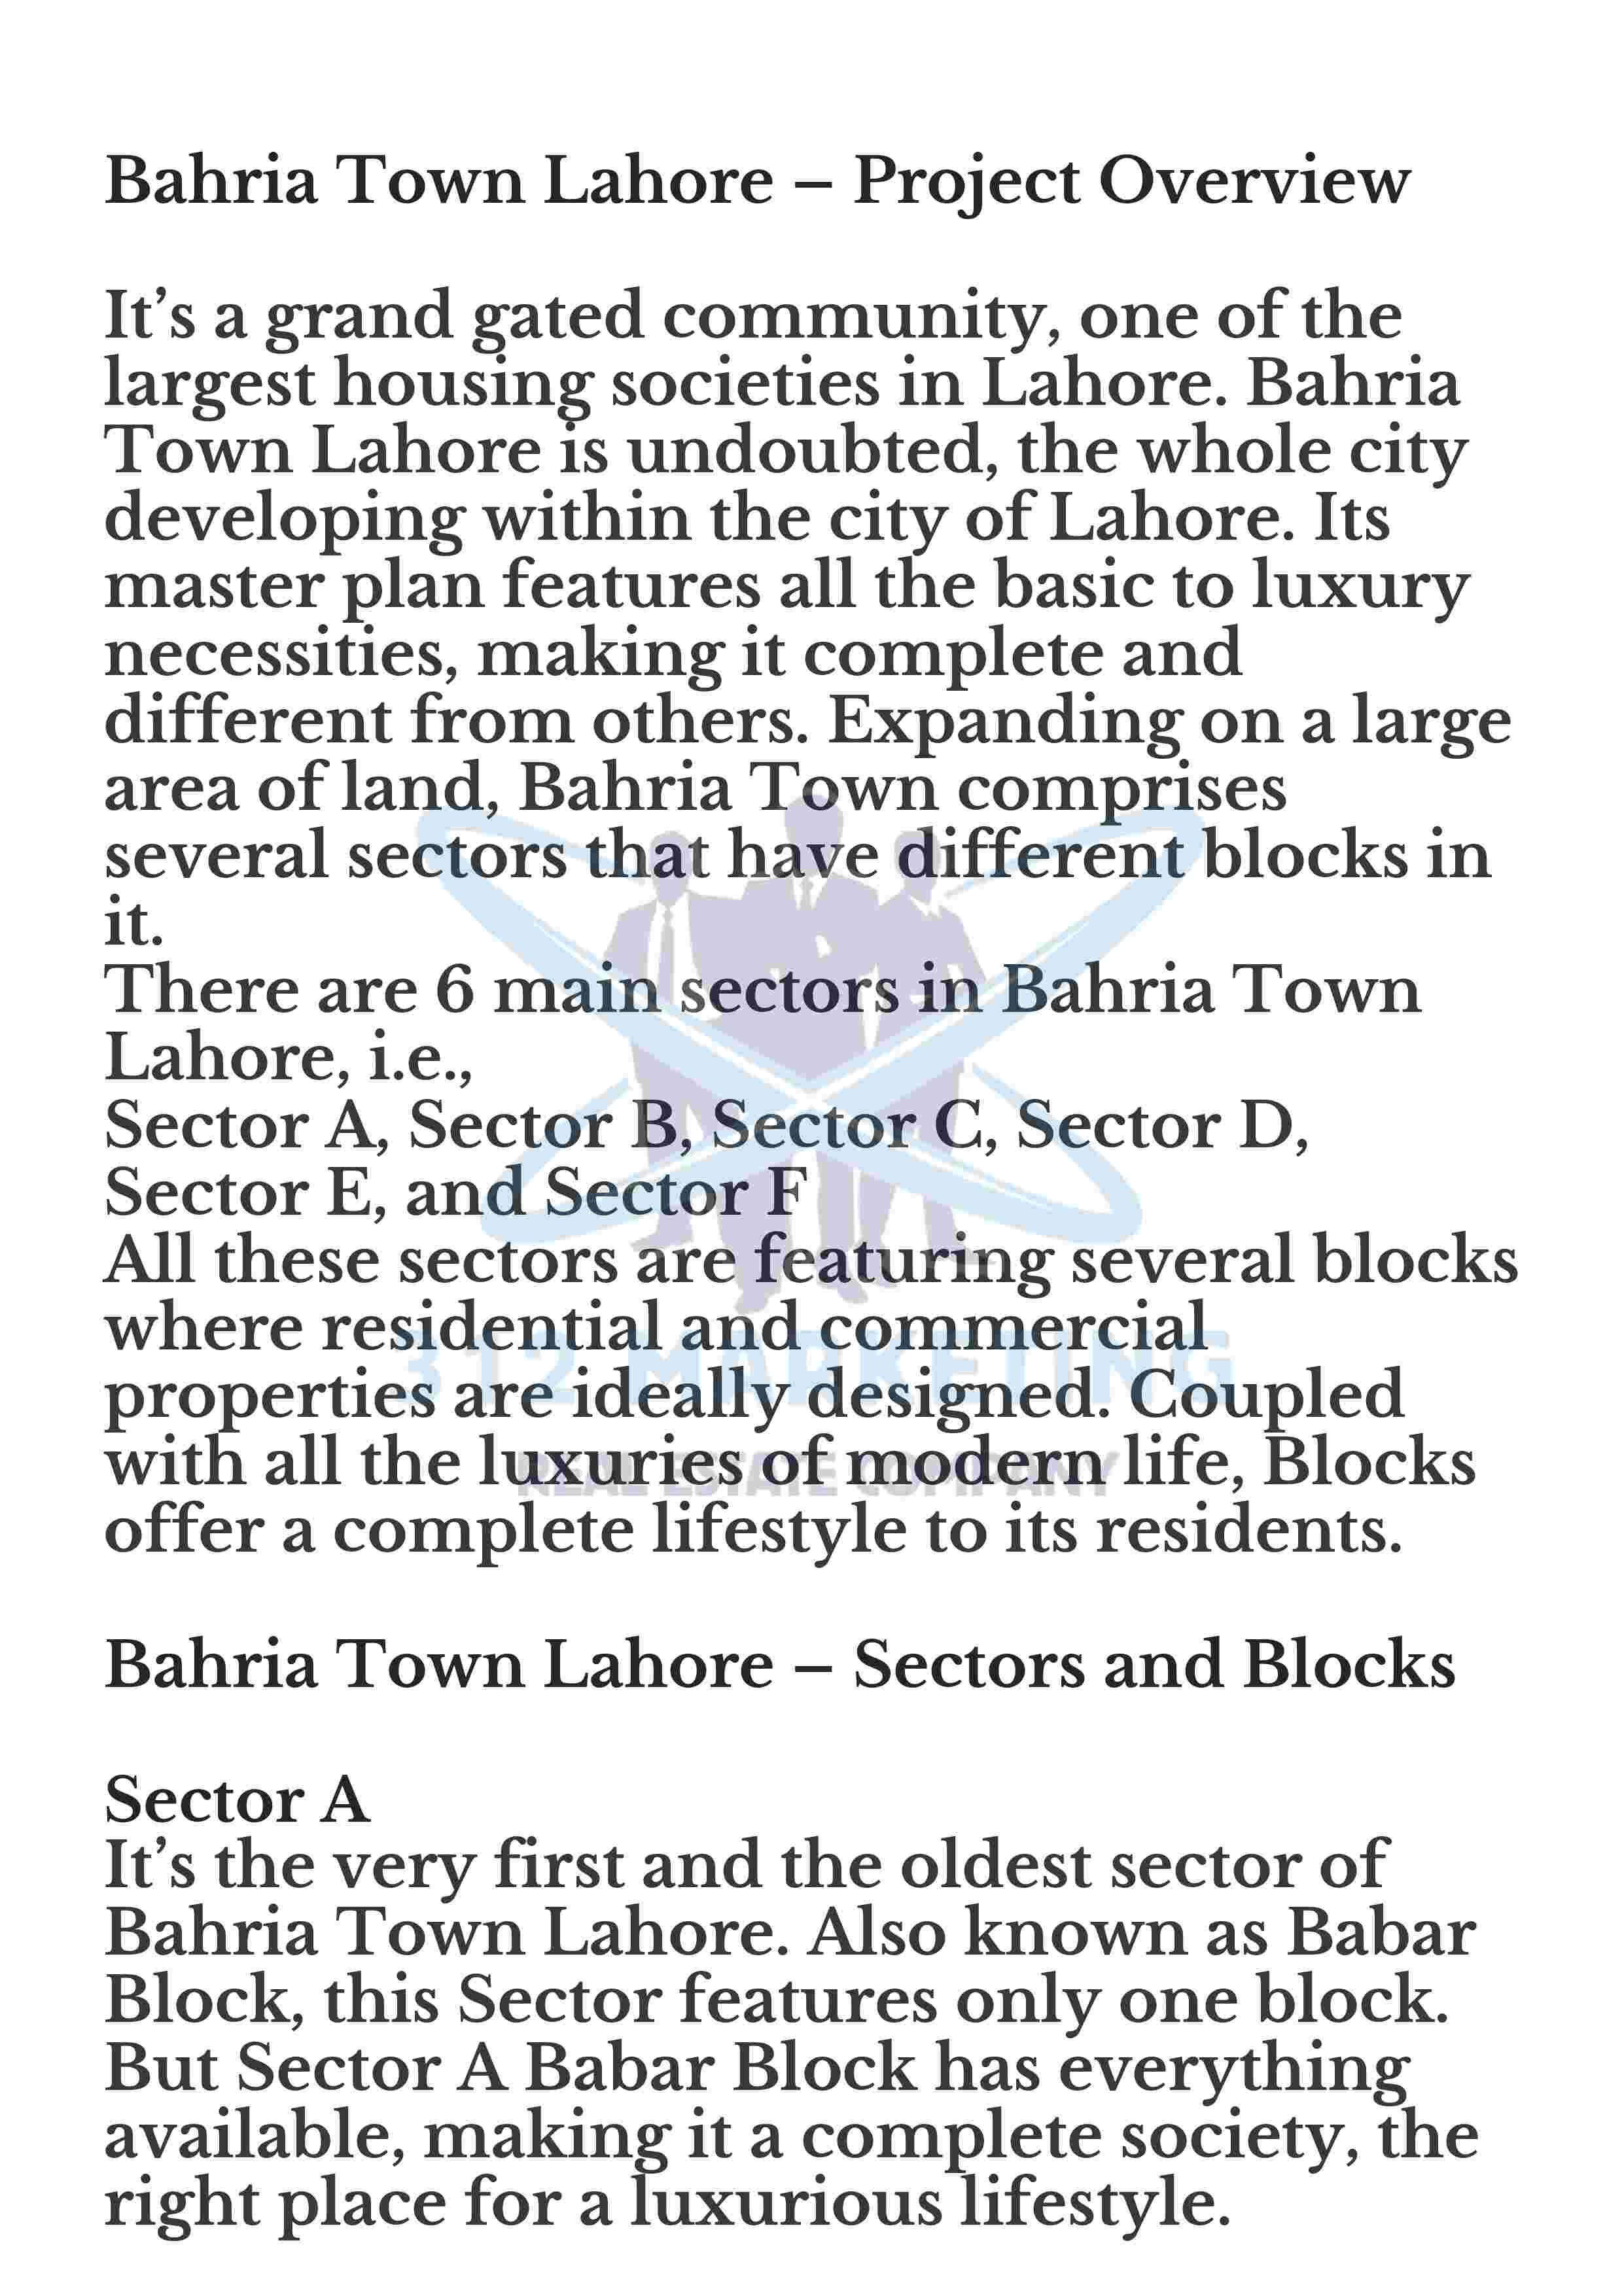 Bahria Town Lahore – Project Overview
It’s a grand gated community, one of the
largest housing societies in Lahore. Bahria
Town Lahore is undoubted, the whole city
developing within the city of Lahore. Its
master plan features all the basic to luxury
necessities, making it complete and
different from others. Expanding on a large
area of land, Bahria Town comprises
several sectors that have different blocks in
it.
There are 6 main sectors in Bahria Town
Lahore, i.e.,
Sector A, Sector B, Sector C, Sector D,
Sector E, and Sector F
All these sectors are featuring several blocks
where residential and commercial
properties are ideally designed. Coupled
with all the luxuries of modern life, Blocks
offer a complete lifestyle to its residents.
312 MARKETING
REAL ESTATE COMPANY
Bahria Town Lahore – Sectors and Blocks
Sector A
It’s the very first and the oldest sector of
Bahria Town Lahore. Also known as Babar
Block, this Sector features only one block.
But Sector A Babar Block has everything
available, making it a complete society, the
right place for a luxurious lifestyle.